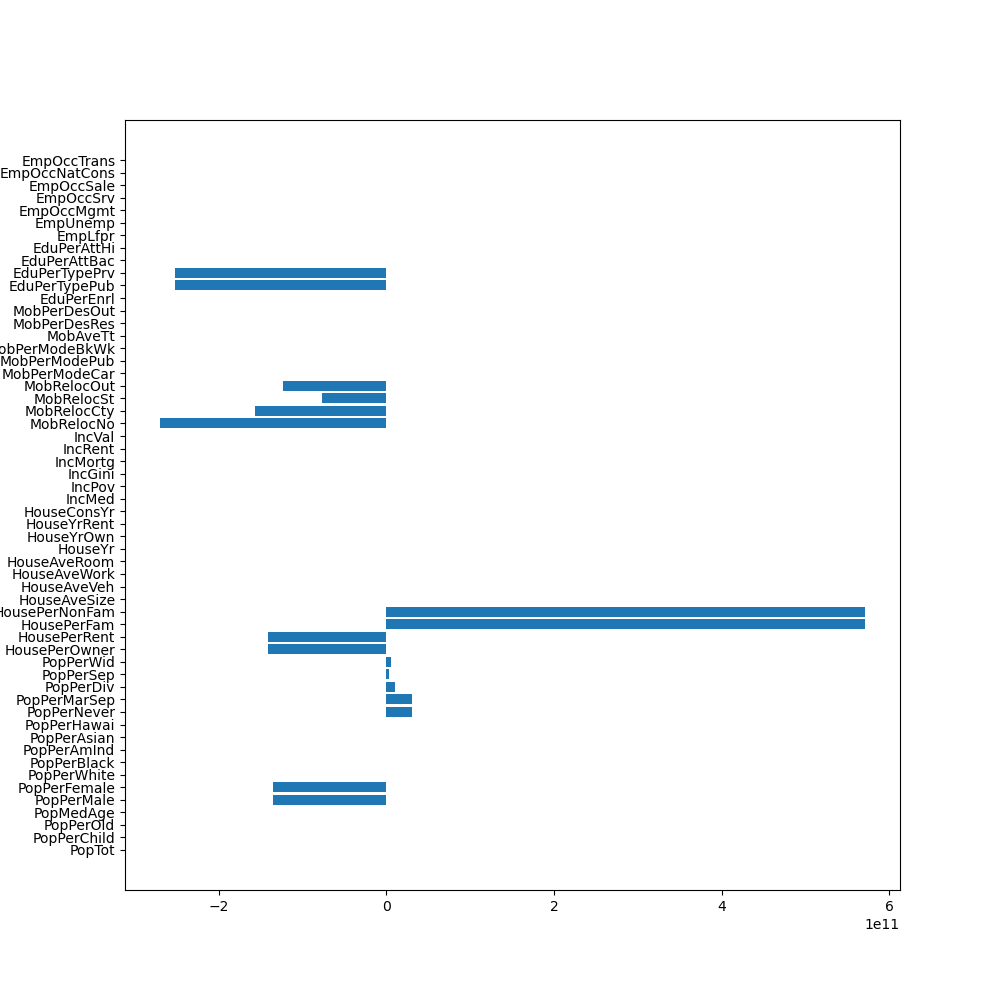 EmpOccTrans
EmpOccNatCons
EmpOccSale
EmpOccSrv
EmpOccMgmt
EmpUnemp
EmpLfpr
EduPerAttHi
EduPerAttBac
EduPerTypePrv
EduPerTypePub
EduPerEnrl
MobPerDesOut
MobPerDesRes
MobAveTt
obPerModeBkWk
MobPerModePub
MobPerModeCar
MobRelocOut
MobRelocSt
MobRelocCty
MobRelocNo
IncVal
IncRent
IncMortg
IncGini
IncPov
IncMed
HouseConsYr
HouseYrRent
HouseYrOwn
HouseYr
HouseAveRoom
HouseAveWork
HouseAveVeh
HouseAveSize
HousePerNonFam
HousePerFam
HousePerRent
HousePerOwner
PopPerWid
PopPerSep
PopPerDiv
PopPerMarSep
PopPerNever
PopPerHawai
PopPerAsian
PopPerAmInd
PopPerBlack
PopPerWhite
PopPerFemale
PopPerMale
PopMedAge
PopPerOld
PopPerChild
PopTot
−2 0 2 4 6
1e11